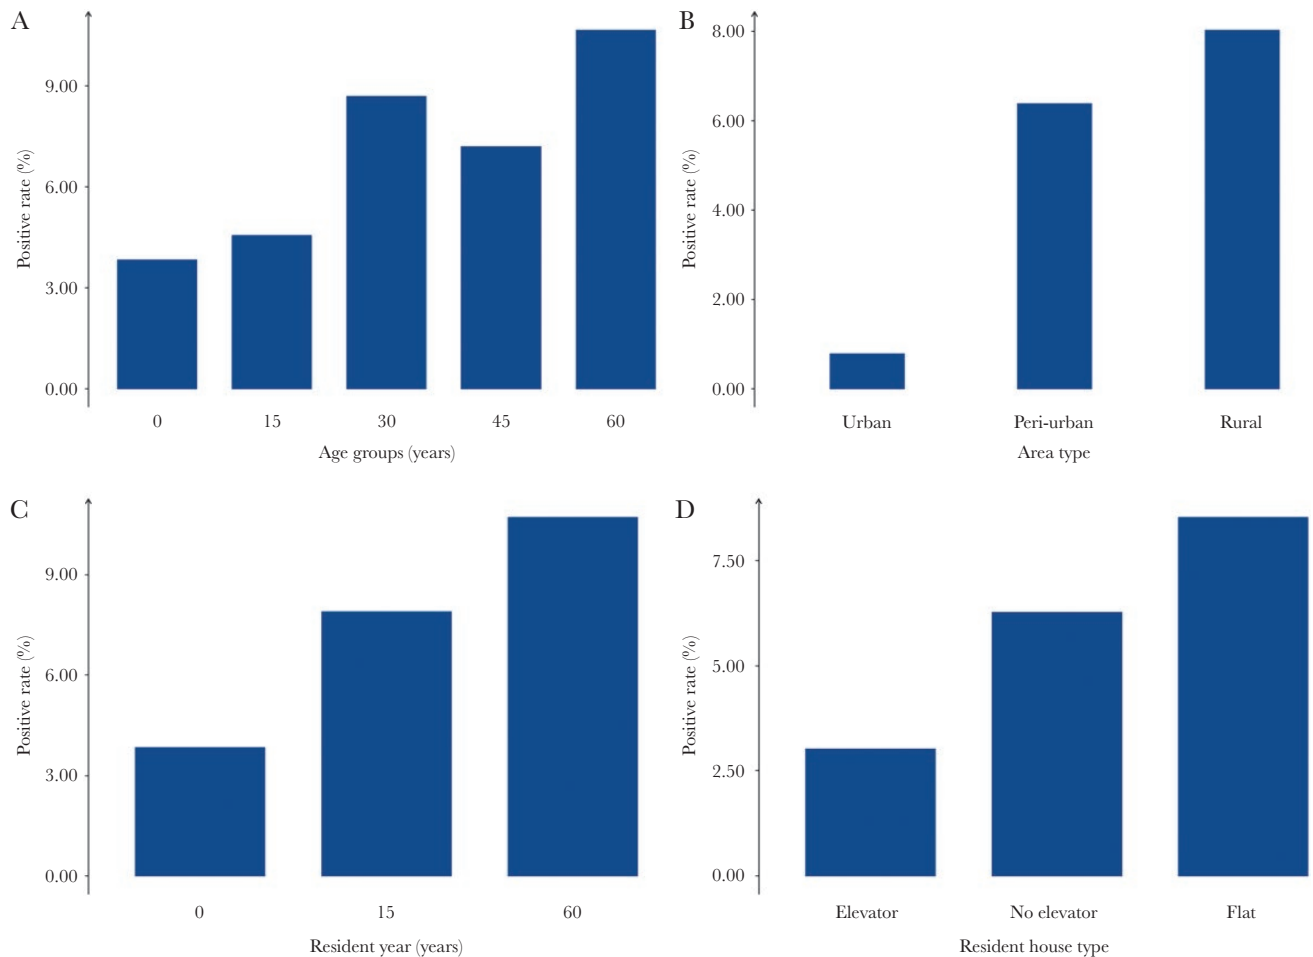 A
Positive rate (%)
9.00
6.00
3.00
0.00
0 15 30 45 60
Age groups (years)
B
Positive rate (%)
8.00
6.00
4.00
2.00
0.00
Urban Peri-urban Rural
Area type
C
Positive rate (%)
9.00
6.00
3.00
0.00
0 15 60
Resident year (years)
D
Positive rate (%)
7.50
5.00
2.50
0.00
Elevator No elevator Flat
Resident house type